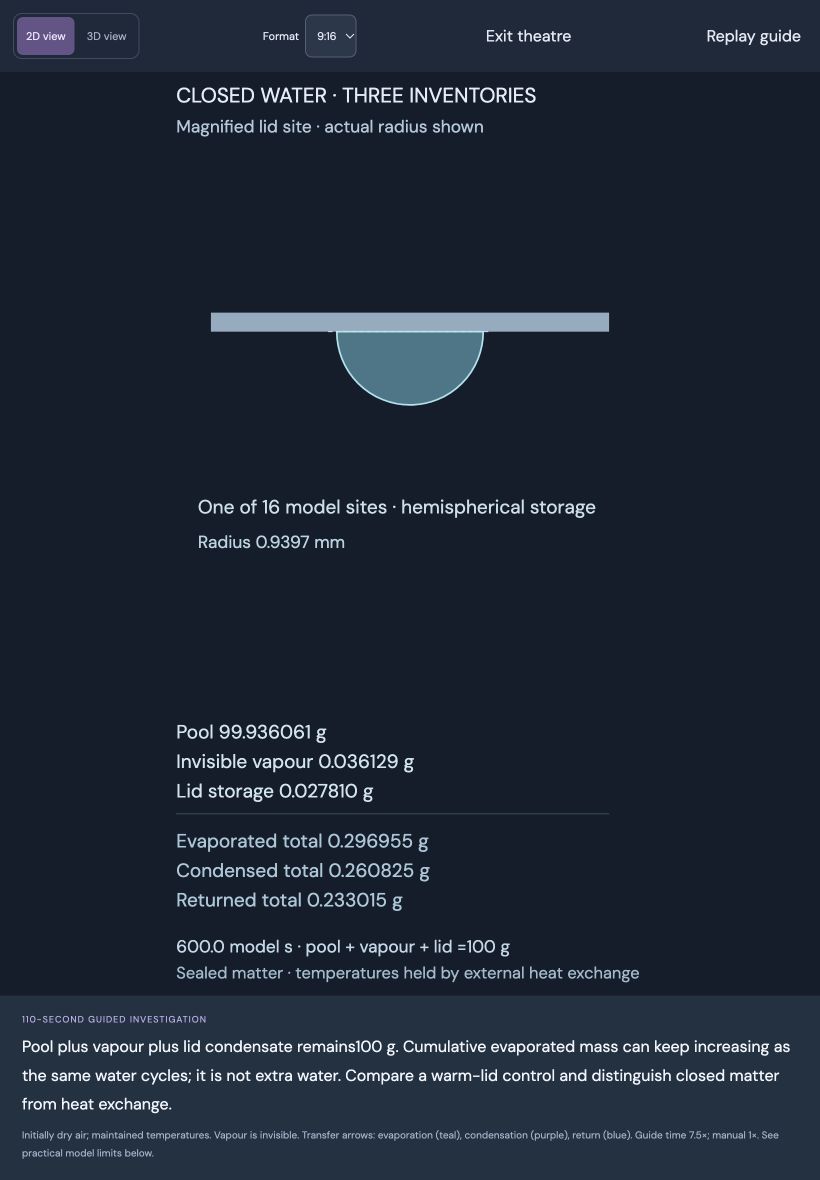 2D view
3D view
Format
9:16
Exit theatre
Replay guide
CLOSED WATER · THREE INVENTORIES
Magnified lid site · actual radius shown
One of 16 model sites · hemispherical storage
Radius 0.9397 mm
Pool 99.936061 g
Invisible vapour 0.036129 g
Lid storage 0.027810 g
Evaporated total 0.296955 g
Condensed total 0.260825 g
Returned total 0.233015 g
600.0 model s · pool + vapour + lid =100 g
Sealed matter · temperatures held by external heat exchange
110-SECOND GUIDED INVESTIGATION
Pool plus vapour plus lid condensate remains100 g. Cumulative evaporated mass can keep increasing as
the same water cycles; it is not extra water. Compare a warm-lid control and distinguish closed matter
from heat exchange.
Initially dry air; maintained temperatures. Vapour is invisible. Transfer arrows: evaporation (teal), condensation (purple), return (blue). Guide time 7.5×; manual 1×. See
practical model limits below.